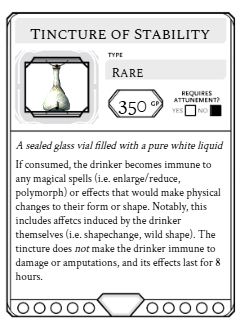 TINCTURE OF STABILITY
TYPE
RARE
350 GP
REQUIRES
ATTUNEMENT?
YES NO
A sealed glass vial filled with a pure white liquid
If consumed, the drinker becomes immune to
any magical spells (i.e. enlarge/reduce,
polymorph) or effects that would make physical
changes to their form or shape. Notably, this
includes affetcs induced by the drinker
themselves (i.e. shapechange, wild shape). The
tincture does not make the drinker immune to
damage or amputations, and its effects last for 8
hours.